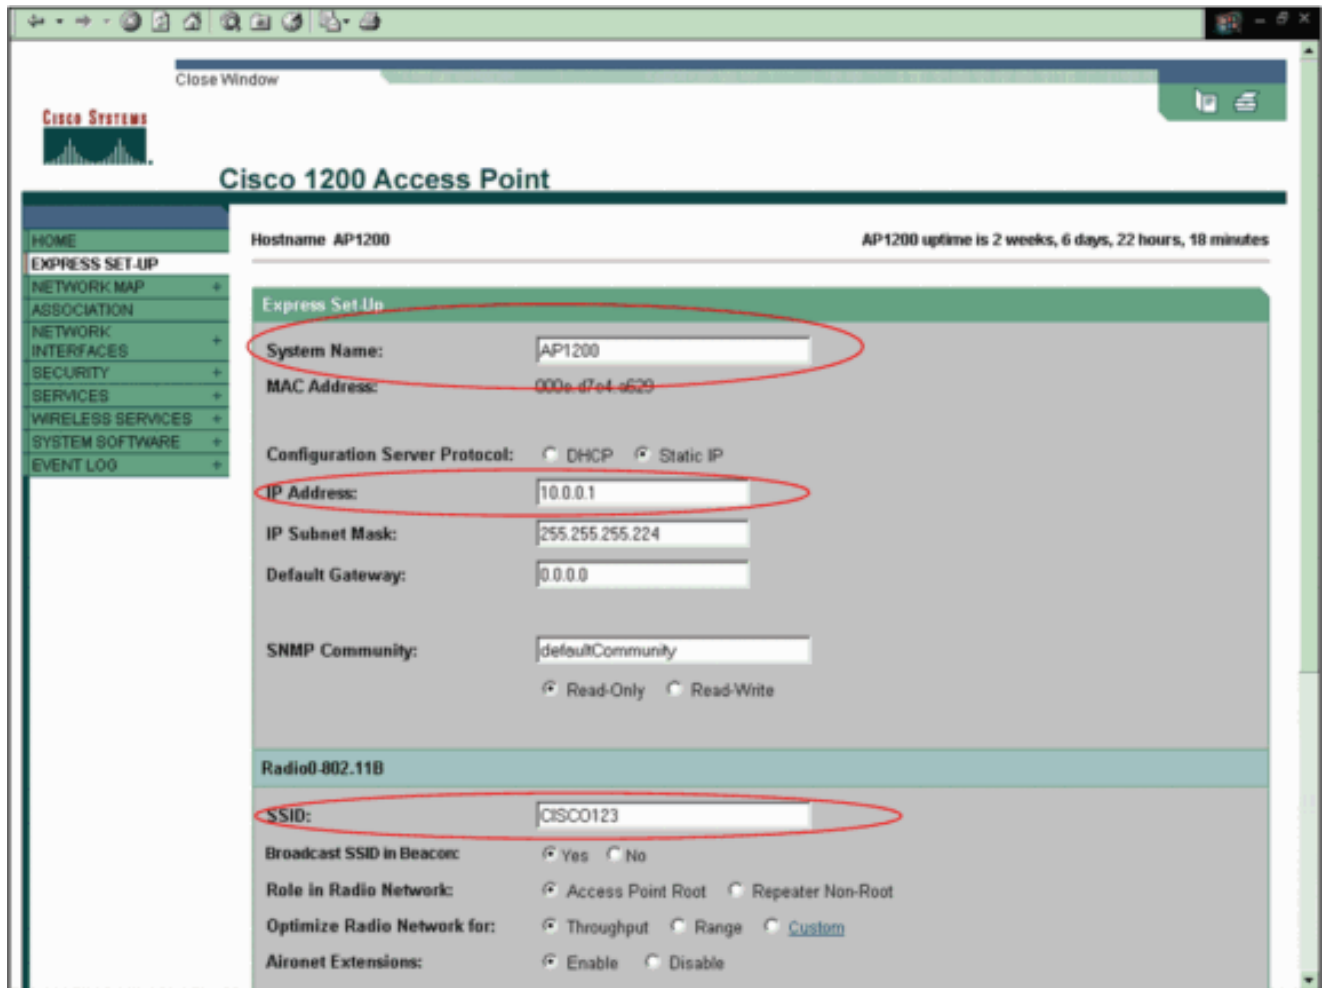 Close Window
CISCO SYSTEMS
Cisco 1200 Access Point
HOME
EXPRESS SET-UP
NETWORK MAP +
ASSOCIATION
NETWORK
INTERFACES +
SECURITY +
SERVICES +
WIRELESS SERVICES +
SYSTEM SOFTWARE +
EVENT LOG +
Hostname AP1200
AP1200 uptime is 2 weeks, 6 days, 22 hours, 18 minutes
Express Set-Up
System Name: AP1200
MAC Address: 000e.d7e4.a629
Configuration Server Protocol: DHCP Static IP
IP Address: 10.0.0.1
IP Subnet Mask: 255.255.255.224
Default Gateway: 0.0.0.0
SNMP Community: defaultCommunity
Read-Only Read-Write
Radio0-802.11B
SSID: CISCO123
Broadcast SSID in Beacon: Yes No
Role in Radio Network: Access Point Root Repeater Non-Root
Optimize Radio Network for: Throughput Range Custom
Aironet Extensions: Enable Disable